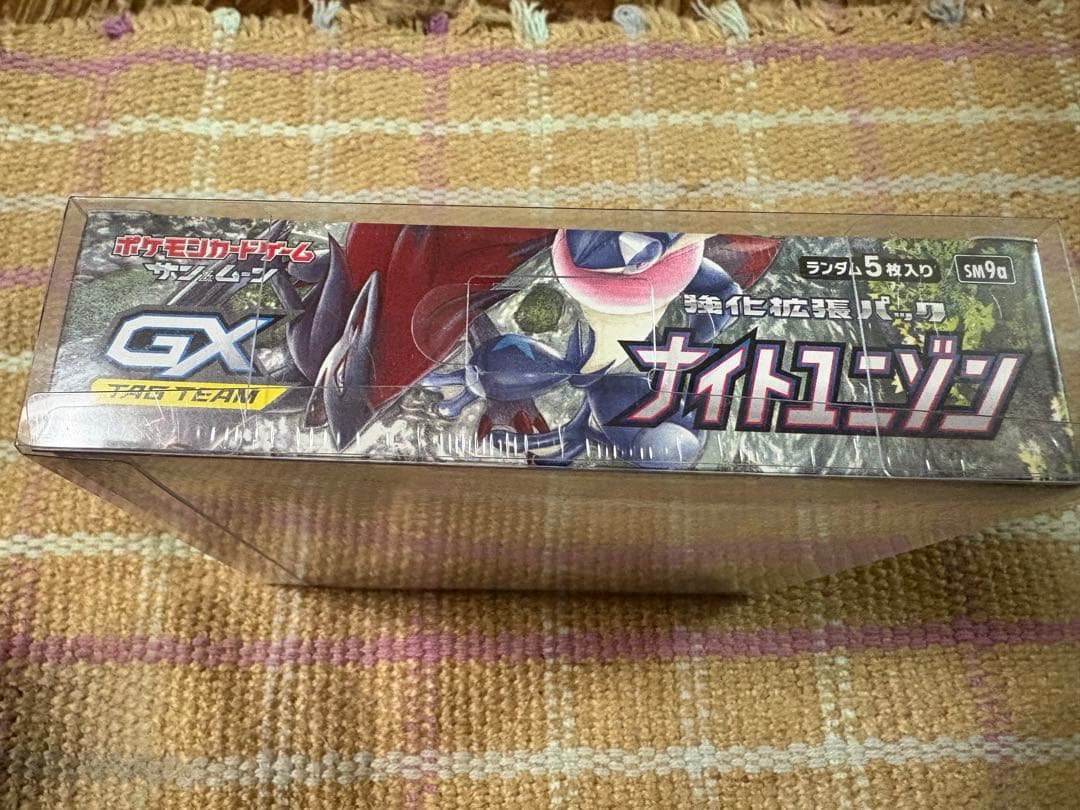 ポケモンカードゲーム
サン&ムーン
GX
TAG TEAM
ランダム5枚入り
SM9a
強化拡張パック
ナイトユニゾン